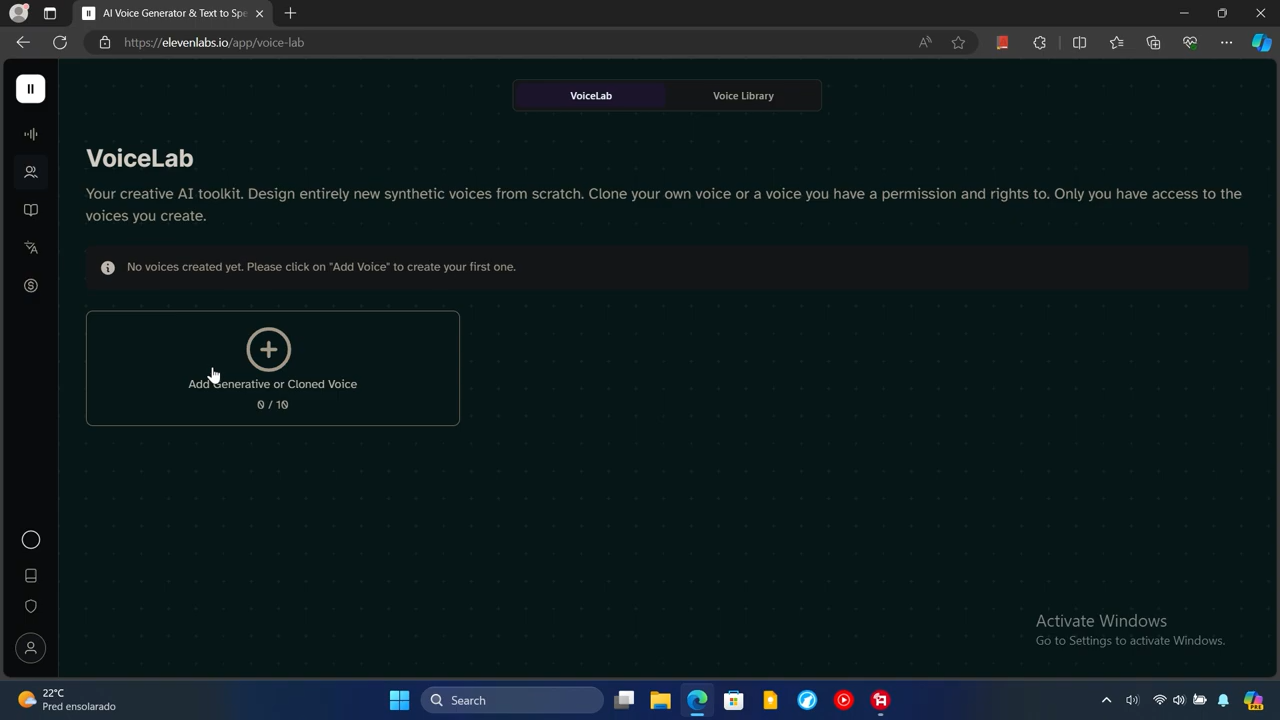 AI Voice Generator & Text to Spe
https://elevenlabs.io/app/voice-lab
VoiceLab
Voice Library
VoiceLab
Your creative AI toolkit. Design entirely new synthetic voices from scratch. Clone your own voice or a voice you have a permission and rights to. Only you have access to the
voices you create.
No voices created yet. Please click on "Add Voice" to create your first one.
Add Generative or Cloned Voice
0 / 10
Activate Windows
Go to Settings to activate Windows.
22°C
Pred ensolarado
Search
PRE